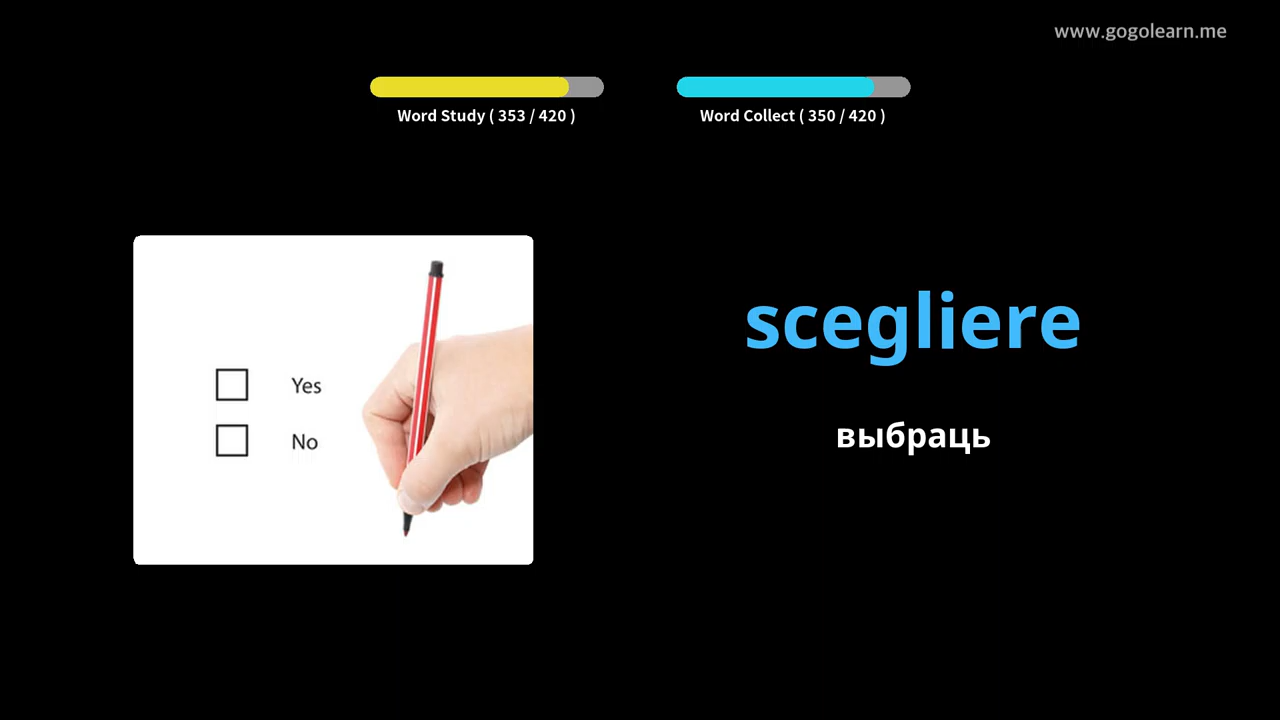 www.gogolearn.me
Word Study ( 353 / 420 )
Word Collect ( 350 / 420 )
Yes
No
scegliere
выбраць